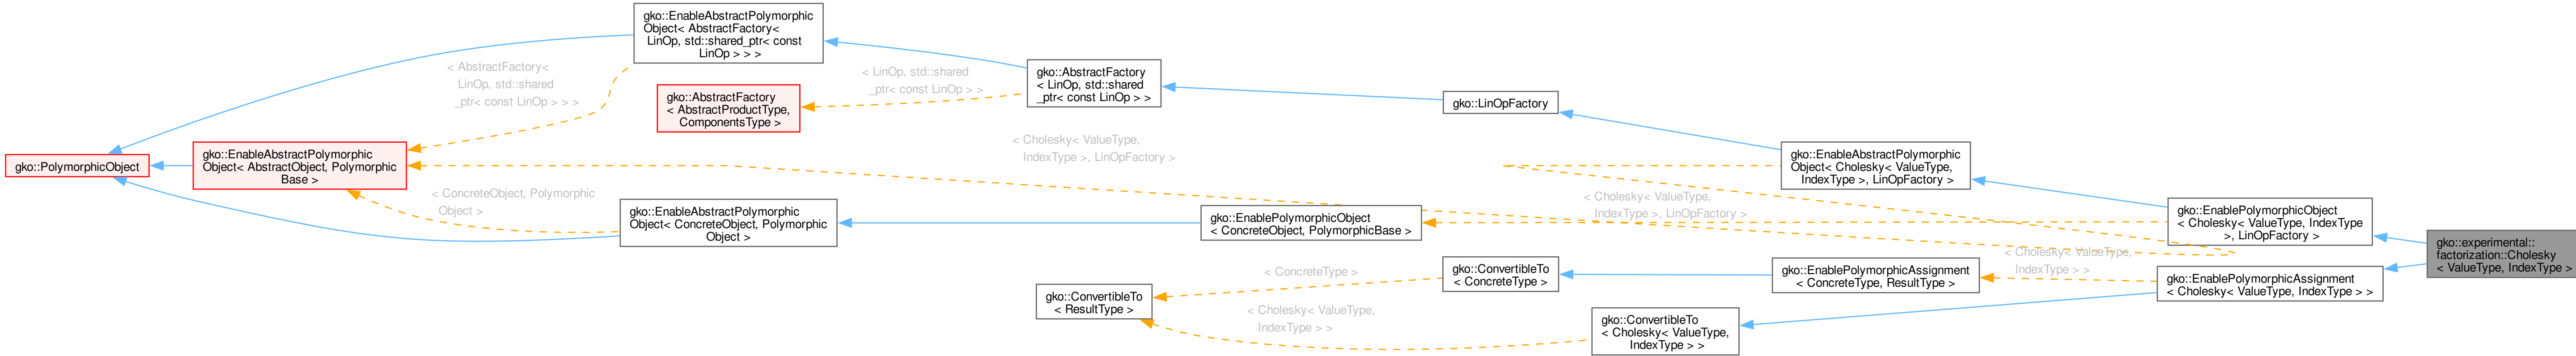 gko::EnableAbstractPolymorphic
Object< AbstractFactory<
LinOp, std::shared_ptr< const
LinOp > > >
< AbstractFactory<
LinOp, std::shared
_ptr< const LinOp > > >
< LinOp, std::shared
_ptr< const LinOp > >
gko::AbstractFactory
< LinOp, std::shared
_ptr< const LinOp > >
gko::AbstractFactory
< AbstractProductType,
ComponentsType >
gko::LinOpFactory
gko::PolymorphicObject
gko::EnableAbstractPolymorphic
Object< AbstractObject, Polymorphic
Base >
< Cholesky< ValueType,
IndexType >, LinOpFactory >
gko::EnableAbstractPolymorphic
Object< Cholesky< ValueType,
IndexType >, LinOpFactory >
< ConcreteObject, Polymorphic
Object >
gko::EnableAbstractPolymorphic
Object< ConcreteObject, Polymorphic
Object >
gko::EnablePolymorphicObject
< ConcreteObject, PolymorphicBase >
< Cholesky< ValueType,
IndexType >, LinOpFactory >
gko::EnablePolymorphicObject
< Cholesky< ValueType, IndexType
>, LinOpFactory >
gko::experimental::
factorization::Cholesky
< ValueType, IndexType >
< Cholesky< ValueType,
IndexType > >
gko::ConvertibleTo
< ResultType >
< ConcreteType >
gko::ConvertibleTo
< ConcreteType >
gko::EnablePolymorphicAssignment
< ConcreteType, ResultType >
gko::EnablePolymorphicAssignment
< Cholesky< ValueType, IndexType > >
< Cholesky< ValueType,
IndexType > >
gko::ConvertibleTo
< Cholesky< ValueType,
IndexType > >